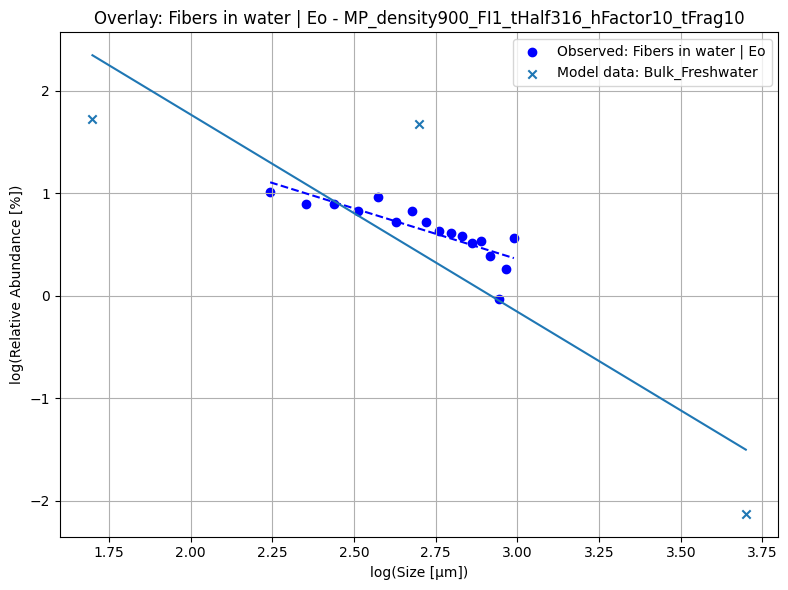 Overlay: Fibers in water | Eo - MP_density900_FI1_tHalf316_hFactor10_tFrag10
Observed: Fibers in water | Eo
Model data: Bulk_Freshwater
log(Relative Abundance [%])
2
1
0
−1
−2
1.75
2.00
2.25
2.50
2.75
3.00
3.25
3.50
3.75
log(Size [μm])